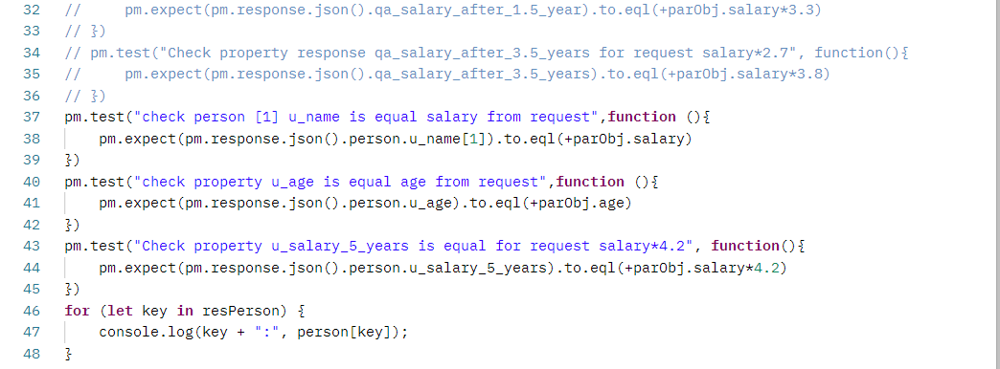 32 //     pm.expect(pm.response.json().qa_salary_after_1.5_year).to.eql(+parObj.salary*3.3)
33 // })
34 // pm.test("Check property response qa_salary_after_3.5_years for request salary*2.7", function(){
35 //     pm.expect(pm.response.json().qa_salary_after_3.5_years).to.eql(+parObj.salary*3.8)
36 // })
37 pm.test("check person [1] u_name is equal salary from request",function (){
38     pm.expect(pm.response.json().person.u_name[1]).to.eql(+parObj.salary)
39 })
40 pm.test("check property u_age is equal age from request",function (){
41     pm.expect(pm.response.json().person.u_age).to.eql(+parObj.age)
42 })
43 pm.test("Check property u_salary_5_years is equal for request salary*4.2", function(){
44     pm.expect(pm.response.json().person.u_salary_5_years).to.eql(+parObj.salary*4.2)
45 })
46 for (let key in resPerson) {
47     console.log(key + ":", person[key]);
48 }